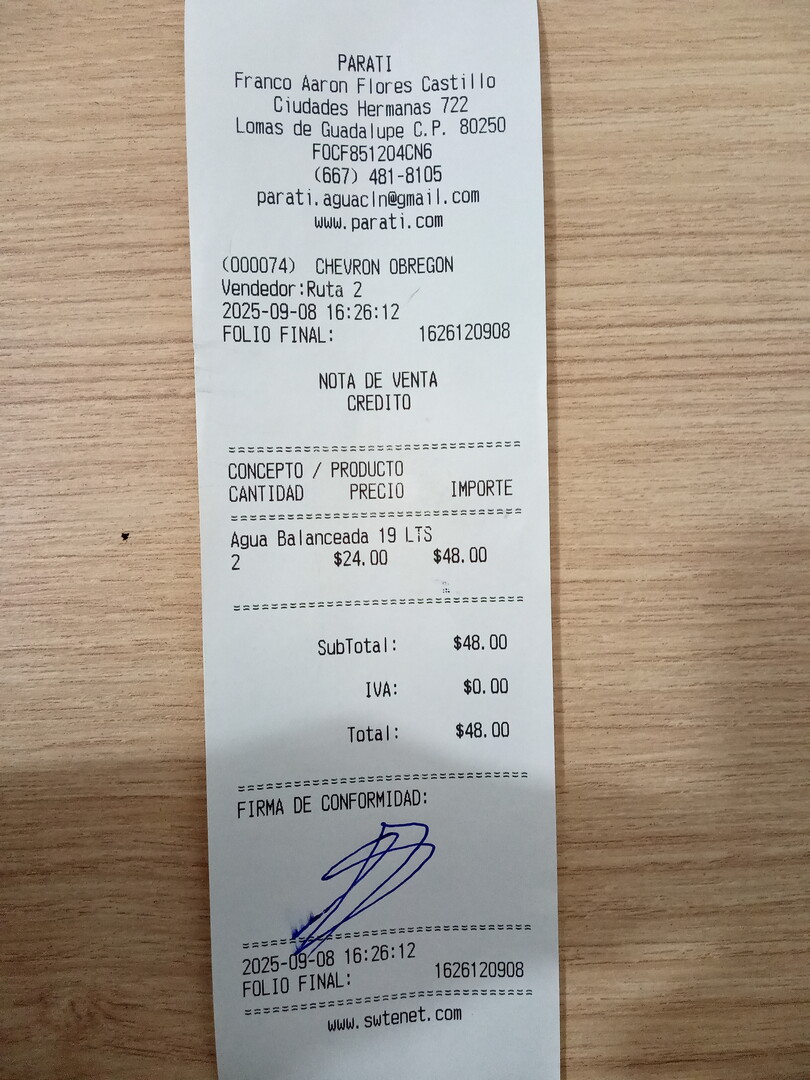 PARATI
Franco Aaron Flores Castillo
Ciudades Hermanas 722
Lomas de Guadalupe C.P. 80250
FOCF851204CN6
(667) 481-8105
parati.aguacln@gmail.com
www.parati.com
(000074) CHEVRON OBREGON
Vendedor:Ruta 2
2025-09-08 16:26:12
FOLIO FINAL: 1626120908
NOTA DE VENTA
CREDITO
CONCEPTO / PRODUCTO
CANTIDAD PRECIO IMPORTE
Agua Balanceada 19 LTS
2 $24.00 $48.00
SubTotal: $48.00
IVA: $0.00
Total: $48.00
FIRMA DE CONFORMIDAD:
2025-09-08 16:26:12
FOLIO FINAL: 1626120908
www.swtenet.com